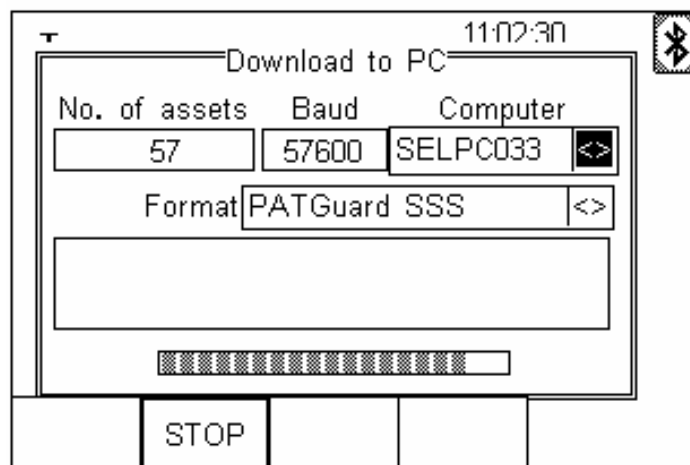 11:02:30
Download to PC
No. of assets Baud Computer
57 57600 SELPC033 <>
Format PATGuard SSS <>
STOP